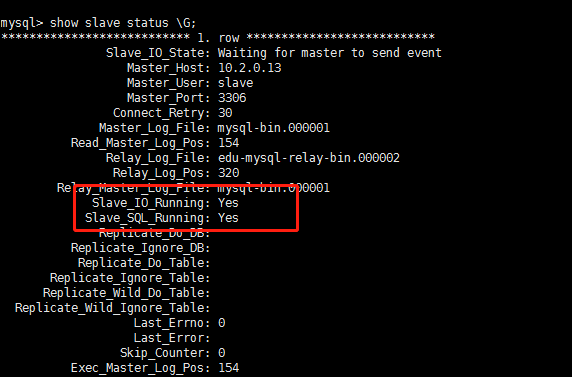 mysql> show slave status \G;
*************************** 1. row ***************************
Slave_IO_State: Waiting for master to send event
Master_Host: 10.2.0.13
Master_User: slave
Master_Port: 3306
Connect_Retry: 30
Master_Log_File: mysql-bin.000001
Read_Master_Log_Pos: 154
Relay_Log_File: edu-mysql-relay-bin.000002
Relay_Log_Pos: 320
Relay_Master_Log_File: mysql-bin.000001
Slave_IO_Running: Yes
Slave_SQL_Running: Yes
Replicate_Do_DB:
Replicate_Ignore_DB:
Replicate_Do_Table:
Replicate_Ignore_Table:
Replicate_Wild_Do_Table:
Replicate_Wild_Ignore_Table:
Last_Errno: 0
Last_Error:
Skip_Counter: 0
Exec_Master_Log_Pos: 154